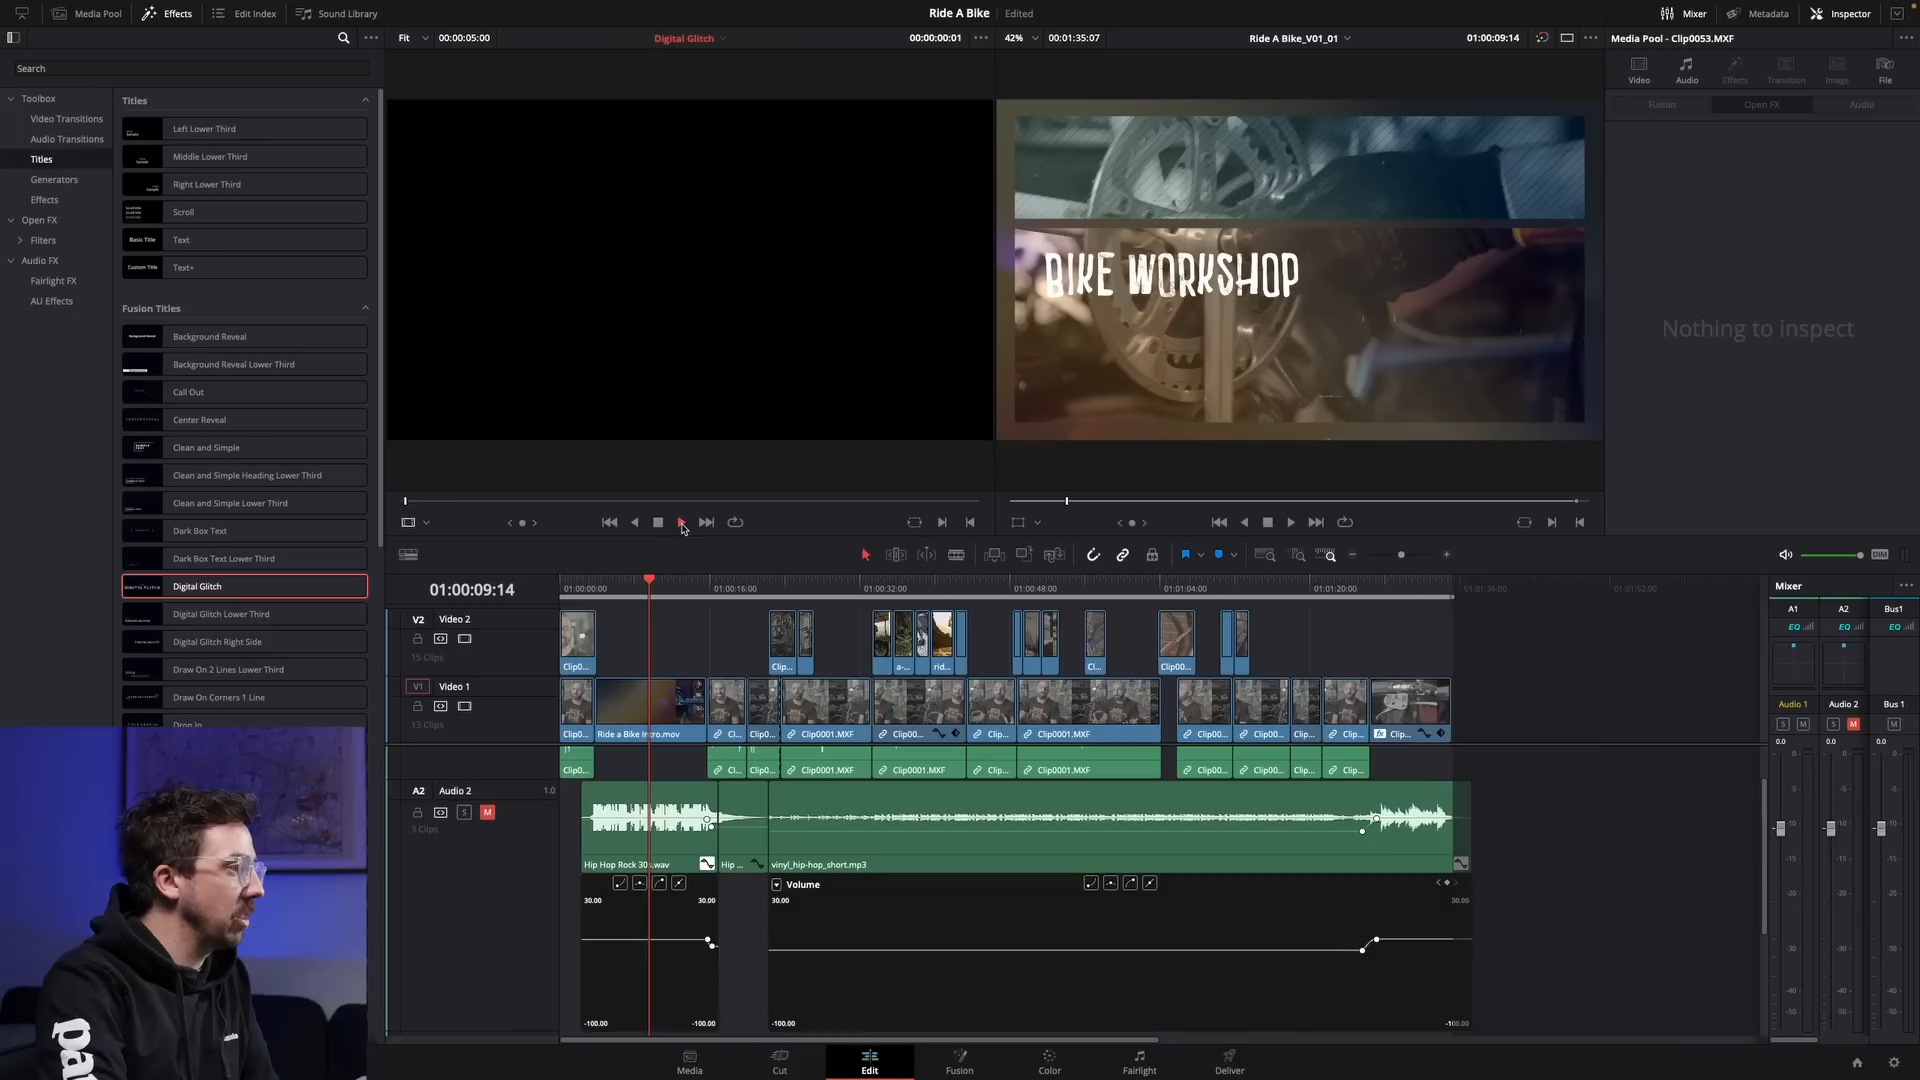 Media Pool
Effects
Edit Index
Sound Library
Ride A Bike
Edited
Mixer
Metadata
Inspector
Fit
00:00:05:00
Digital Glitch
00:00:00:01
42%
00:01:35:07
Ride A Bike_V01_01
01:00:09:14
Media Pool - Clip0053.MXF
Search
Video
Audio
Effects
Transition
Image
File
Fusion
Open FX
Audio
Nothing to inspect
Toolbox
Video Transitions
Audio Transitions
Titles
Generators
Effects
Open FX
Filters
Audio FX
Fairlight FX
AU Effects
Titles
Left Lower Third
Middle Lower Third
Right Lower Third
Scroll
Basic Title
Text
Custom Title
Text+
Fusion Titles
Background Reveal
Background Reveal Lower Third
Call Out
Center Reveal
Clean and Simple
Clean and Simple Heading Lower Third
Clean and Simple Lower Third
Dark Box Text
Dark Box Text Lower Third
Digital Glitch
Digital Glitch Lower Third
Digital Glitch Right Side
Draw On 2 Lines Lower Third
Draw On Corners 1 Line
Drop In
BIKE WORKSHOP
DIM
01:00:09:14
01:00:00:00
01:00:16:00
01:00:32:00
01:00:48:00
01:01:04:00
01:01:20:00
01:01:36:00
01:01:52:00
V2
Video 2
15 Clips
Clip0...
Clip...
a-...
rid...
Cl...
Clip00...
V1
Video 1
13 Clips
Clip0...
Ride a Bike Intro.mov
Cl...
Clip0...
Clip0001.MXF
Clip00...
Clip...
Clip0001.MXF
Clip00...
Clip00...
Clip...
Clip...
fx
Clip...
Clip0...
Cl...
Clip0...
Clip0001.MXF
Clip0001.MXF
Clip...
Clip0001.MXF
Clip00...
Clip00...
Clip...
Clip...
A2
Audio 2
1.0
S
M
3 Clips
Hip Hop Rock 30
.wav
Hip ...
vinyl_hip-hop_short.mp3
Volume
30.00
30.00
30.00
30.00
-100.00
-100.00
-100.00
-100.00
Mixer
A1
A2
Bus1
EQ
EQ
EQ
Audio 1
Audio 2
Bus 1
S
M
S
M
M
0.0
0.0
0.0
0
-5
-10
-15
-20
-30
-40
-50
Media
Cut
Edit
Fusion
Color
Fairlight
Deliver